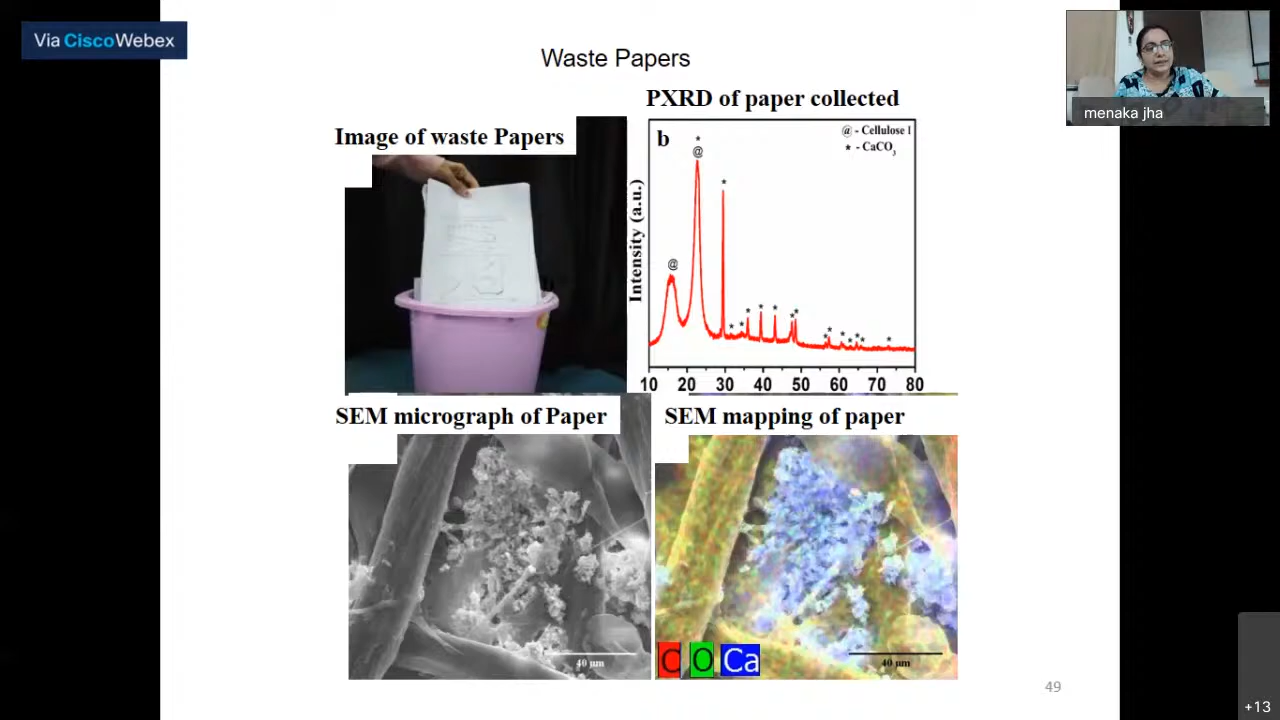 Via CiscoWebex
Waste Papers
menaka jha
PXRD of paper collected
Image of waste Papers
b
@ - Cellulose I
* - CaCO3
Intensity (a.u.)
*
@
*
@
* * * * * * * * * * * * * * *
10 20 30 40 50 60 70 80
SEM micrograph of Paper
SEM mapping of paper
40 µm
C O Ca
40 µm
49
+13